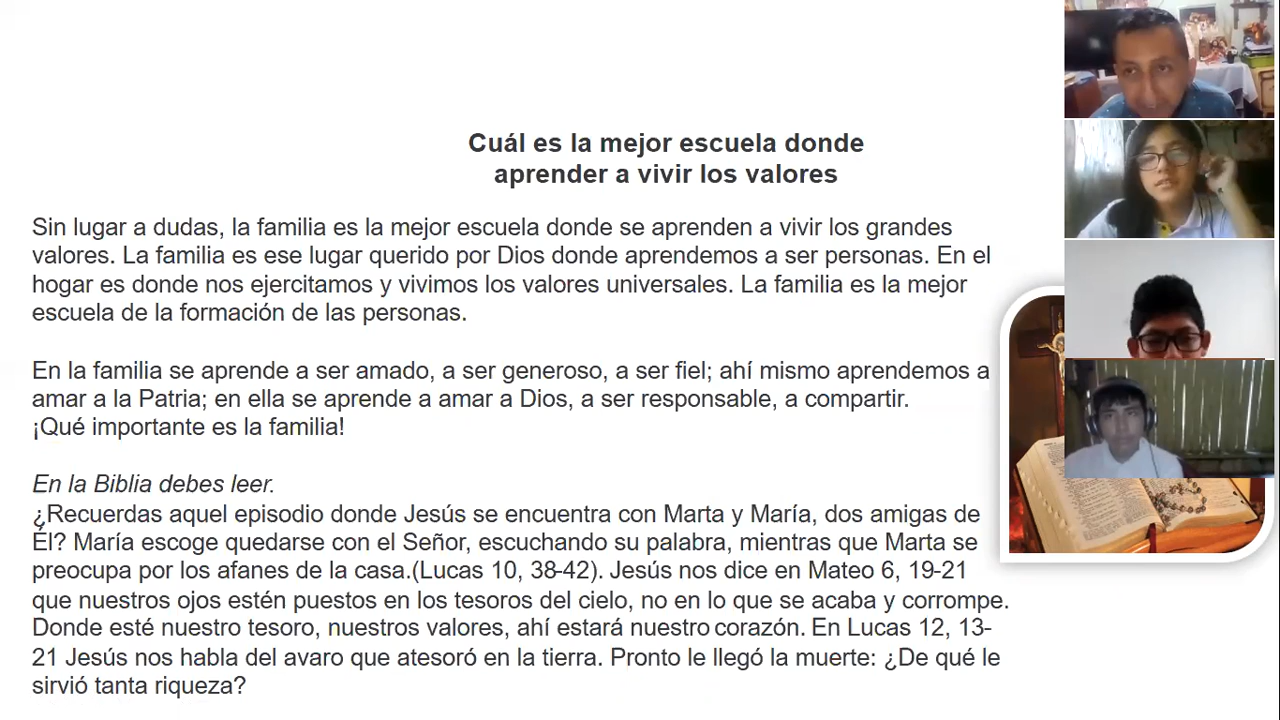 Cuál es la mejor escuela donde
aprender a vivir los valores
Sin lugar a dudas, la familia es la mejor escuela donde se aprenden a vivir los grandes
valores. La familia es ese lugar querido por Dios donde aprendemos a ser personas. En el
hogar es donde nos ejercitamos y vivimos los valores universales. La familia es la mejor
escuela de la formación de las personas.
En la familia se aprende a ser amado, a ser generoso, a ser fiel; ahí mismo aprendemos a
amar a la Patria; en ella se aprende a amar a Dios, a ser responsable, a compartir.
¡Qué importante es la familia!
En la Biblia debes leer.
¿Recuerdas aquel episodio donde Jesús se encuentra con Marta y María, dos amigas de
Él? María escoge quedarse con el Señor, escuchando su palabra, mientras que Marta se
preocupa por los afanes de la casa.(Lucas 10, 38-42). Jesús nos dice en Mateo 6, 19-21
que nuestros ojos estén puestos en los tesoros del cielo, no en lo que se acaba y corrompe.
Donde esté nuestro tesoro, nuestros valores, ahí estará nuestro corazón. En Lucas 12, 13-
21 Jesús nos habla del avaro que atesoró en la tierra. Pronto le llegó la muerte: ¿De qué le
sirvió tanta riqueza?